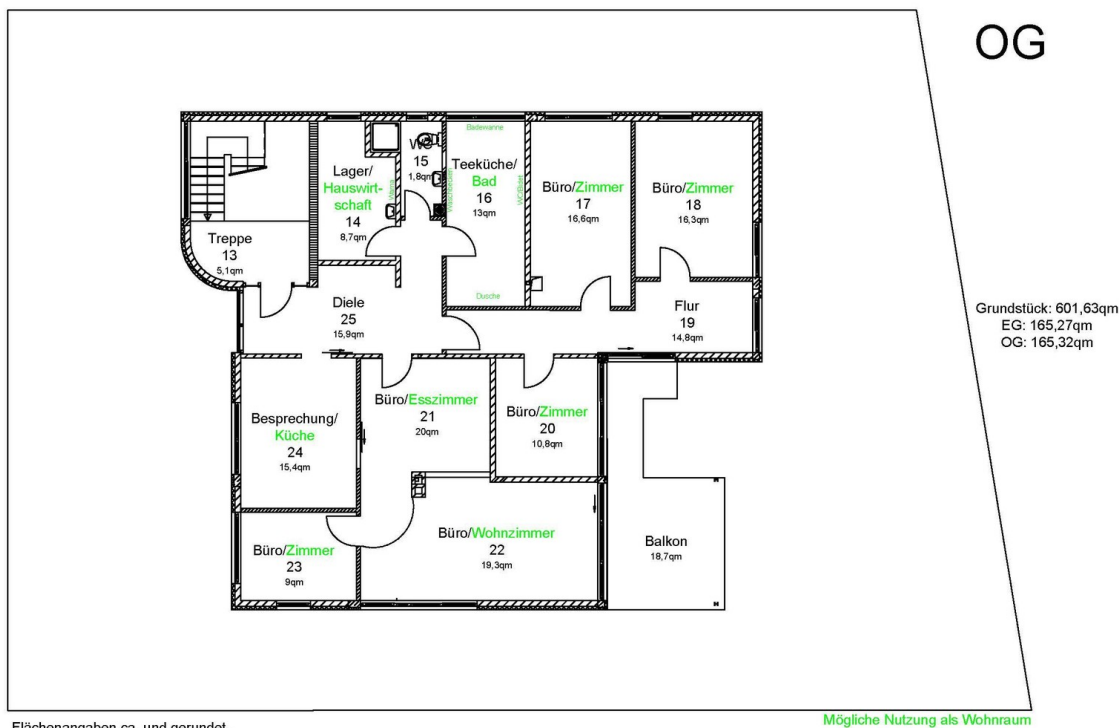 OG
Badewanne
WC
15
1,8qm
Lager/
Hauswirt-
schaft
14
8,7qm
Wama
Teeküche/
Bad
16
13qm
Waschbecken
WC/Bidet
Dusche
Büro/Zimmer
17
16,6qm
Büro/Zimmer
18
16,3qm
Treppe
13
5,1qm
Diele
25
15,9qm
Flur
19
14,8qm
Grundstück: 601,63qm
EG: 165,27qm
OG: 165,32qm
Besprechung/
Küche
24
15,4qm
Büro/Esszimmer
21
20qm
Büro/Zimmer
20
10,8qm
Büro/Zimmer
23
9qm
Büro/Wohnzimmer
22
19,3qm
Balkon
18,7qm
Flächenangaben ca. und gerundet
Mögliche Nutzung als Wohnraum